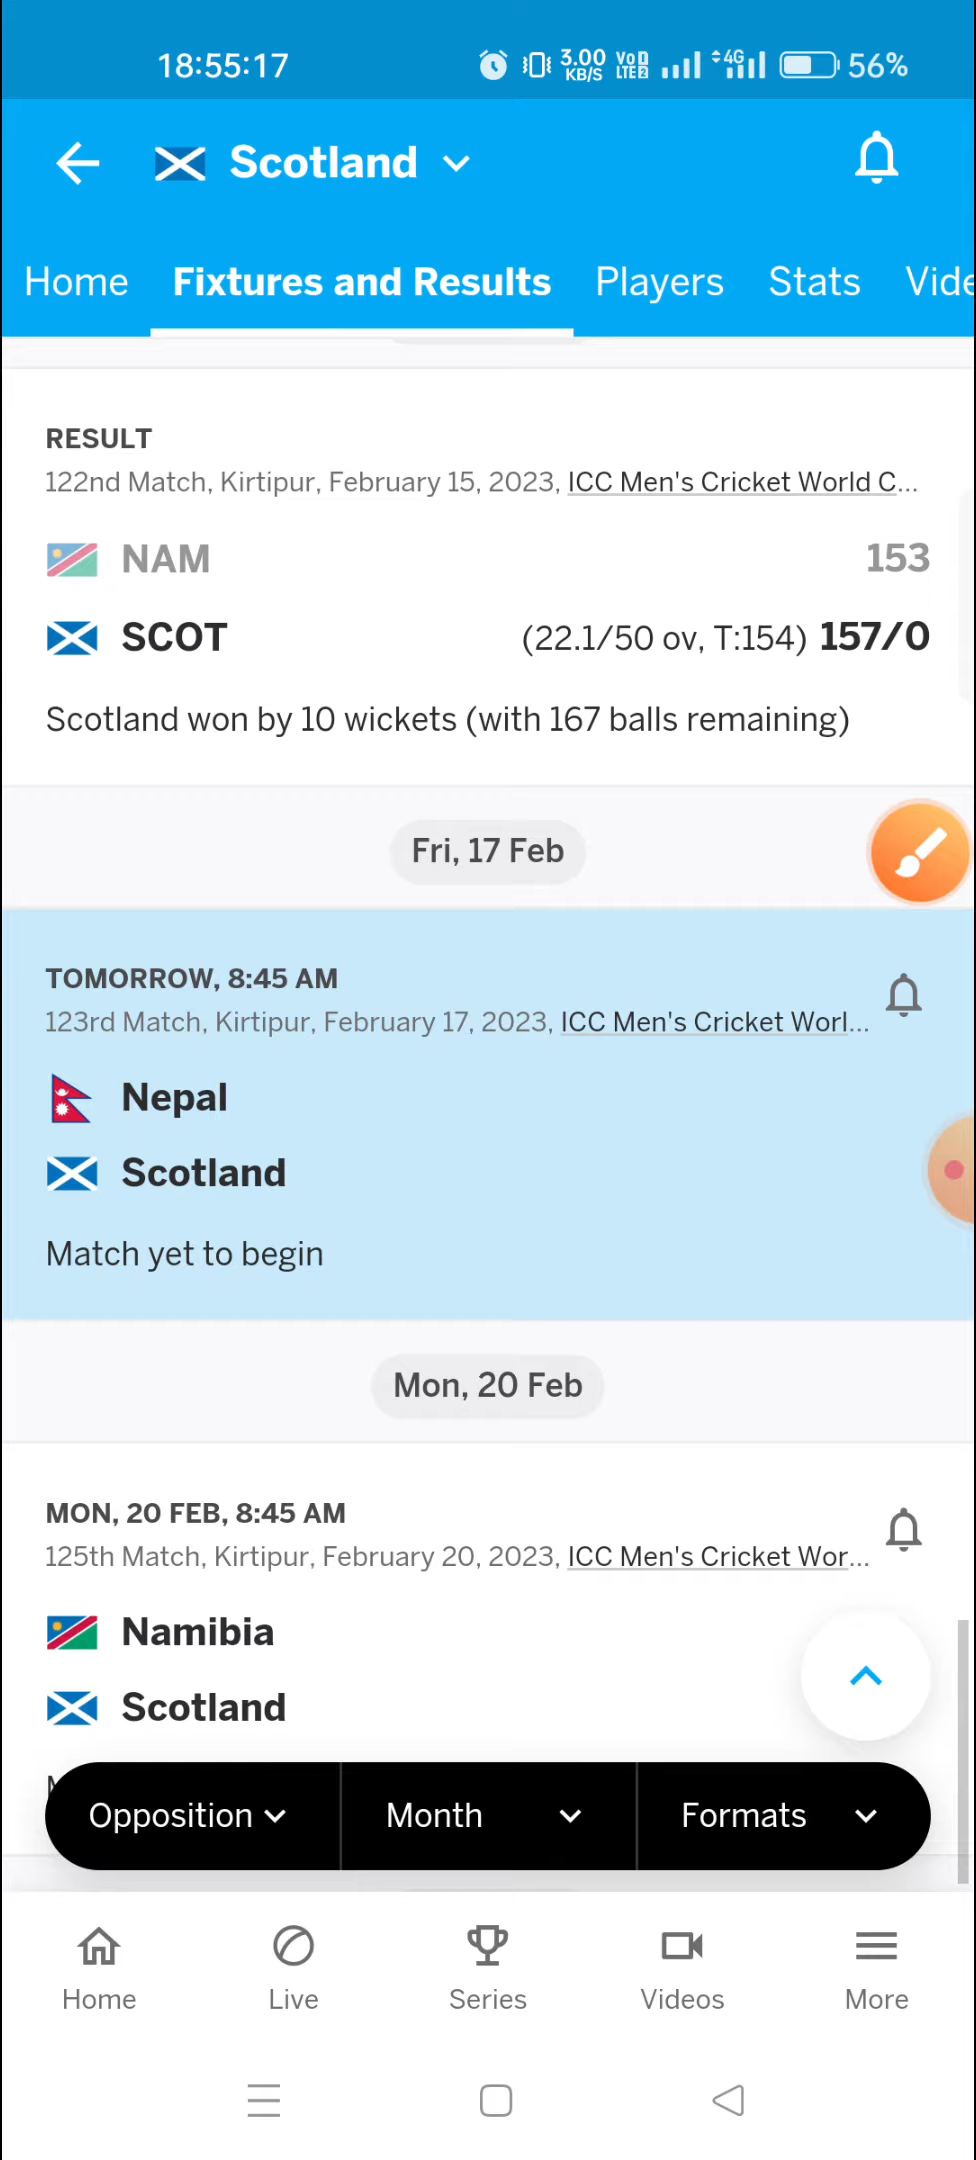 18:55:17 3.00 KB/S VoD LTE2 4G 56%
Scotland
Home Fixtures and Results Players Stats Vide
RESULT
122nd Match, Kirtipur, February 15, 2023, ICC Men's Cricket World C...
NAM 153
SCOT (22.1/50 ov, T:154) 157/0
Scotland won by 10 wickets (with 167 balls remaining)
Fri, 17 Feb
TOMORROW, 8:45 AM
123rd Match, Kirtipur, February 17, 2023, ICC Men's Cricket Worl...
Nepal
Scotland
Match yet to begin
Mon, 20 Feb
MON, 20 FEB, 8:45 AM
125th Match, Kirtipur, February 20, 2023, ICC Men's Cricket Wor...
Namibia
Scotland
Opposition Month Formats
Home Live Series Videos More